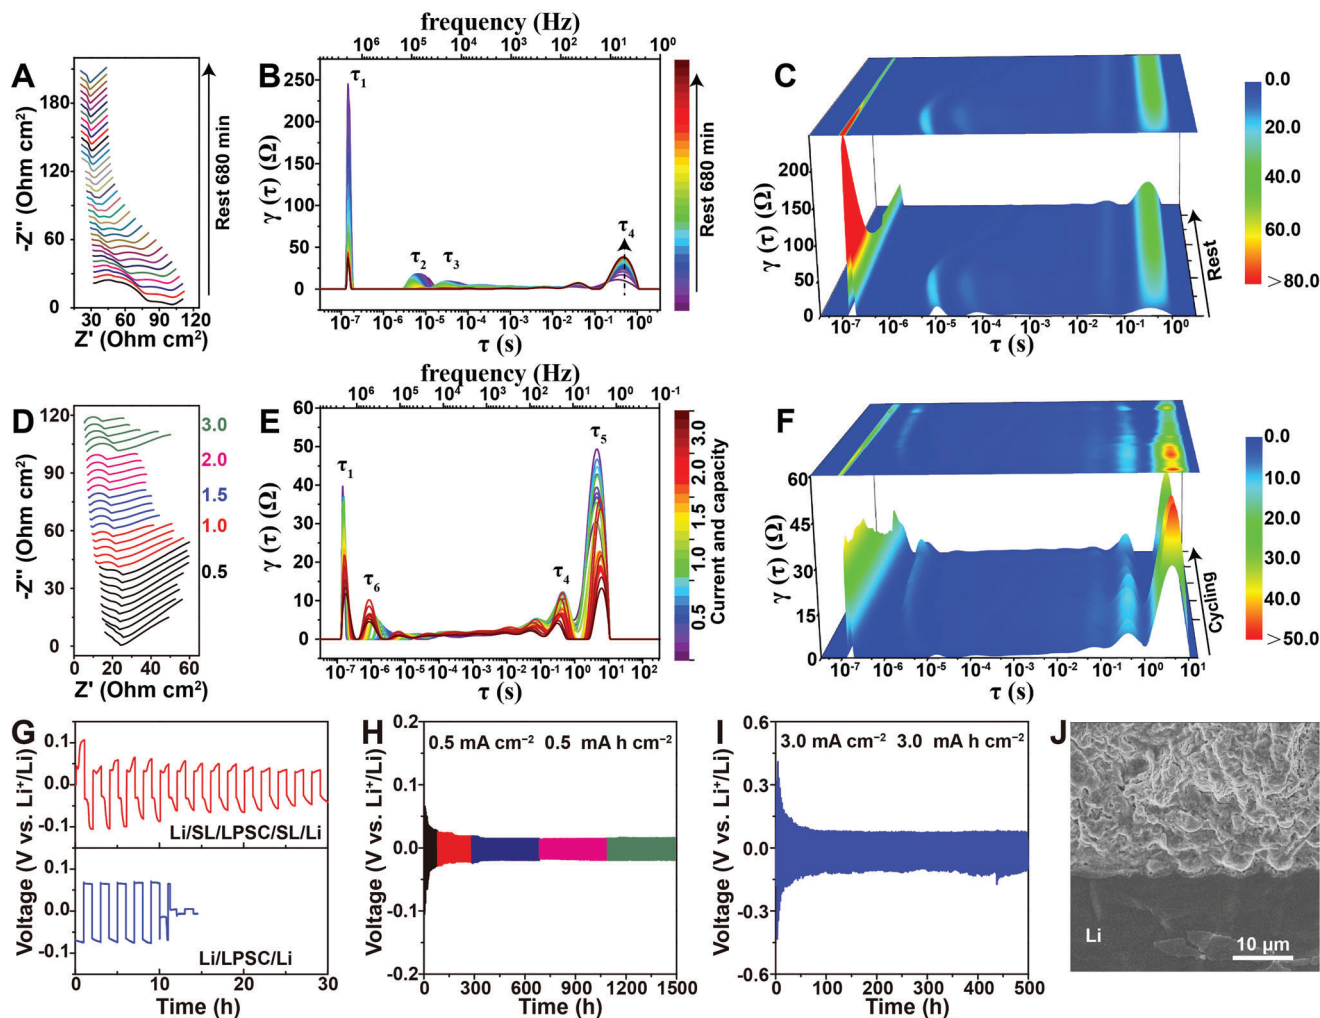 A
-Z'' (Ohm cm²)
180
120
60
0
30 60 90 120
Z' (Ohm cm²)
Rest 680 min
B
frequency (Hz)
10⁶ 10⁵ 10⁴ 10³ 10² 10¹ 10⁰
γ (τ) (Ω)
250
200
150
100
50
0
τ₁
τ₂ τ₃
τ₄
10⁻⁷ 10⁻⁶ 10⁻⁵ 10⁻⁴ 10⁻³ 10⁻² 10⁻¹ 10⁰
τ (s)
Rest 680 min
C
γ (τ) (Ω)
200
150
100
50
0
10⁻⁷ 10⁻⁶ 10⁻⁵ 10⁻⁴ 10⁻³ 10⁻² 10⁻¹ 10⁰
τ (s)
Rest
0.0
20.0
40.0
60.0
>80.0
D
-Z'' (Ohm cm²)
120
90
60
30
0
3.0
2.0
1.5
1.0
0.5
0 20 40 60
Z' (Ohm cm²)
E
frequency (Hz)
10⁶ 10⁵ 10⁴ 10³ 10² 10¹ 10⁰ 10⁻¹
γ (τ) (Ω)
60
50
40
30
20
10
0
τ₁
τ₆
τ₄
τ₅
10⁻⁷ 10⁻⁶ 10⁻⁵ 10⁻⁴ 10⁻³ 10⁻² 10⁻¹ 10⁰ 10¹ 10²
τ (s)
Current and capacity
0.5 1.0 1.5 2.0 3.0
F
γ (τ) (Ω)
60
45
30
15
0
10⁻⁷ 10⁻⁶ 10⁻⁵ 10⁻⁴ 10⁻³ 10⁻² 10⁻¹ 10⁰ 10¹
τ (s)
Cycling
0.0
10.0
20.0
30.0
40.0
>50.0
G
Voltage (V vs. Li⁺/Li)
0.1
0.0
-0.1
Li/SL/LPSC/SL/Li
0.1
0.0
-0.1
Li/LPSC/Li
0 10 20 30
Time (h)
H
Voltage (V vs. Li⁺/Li)
0.2
0.1
0.0
-0.1
-0.2
0.5 mA cm⁻² 0.5 mA h cm⁻²
0 300 600 900 1200 1500
Time (h)
I
Voltage (V vs. Li⁺/Li)
0.6
0.3
0.0
-0.3
-0.6
3.0 mA cm⁻² 3.0 mA h cm⁻²
0 100 200 300 400 500
Time (h)
J
Li
10 μm